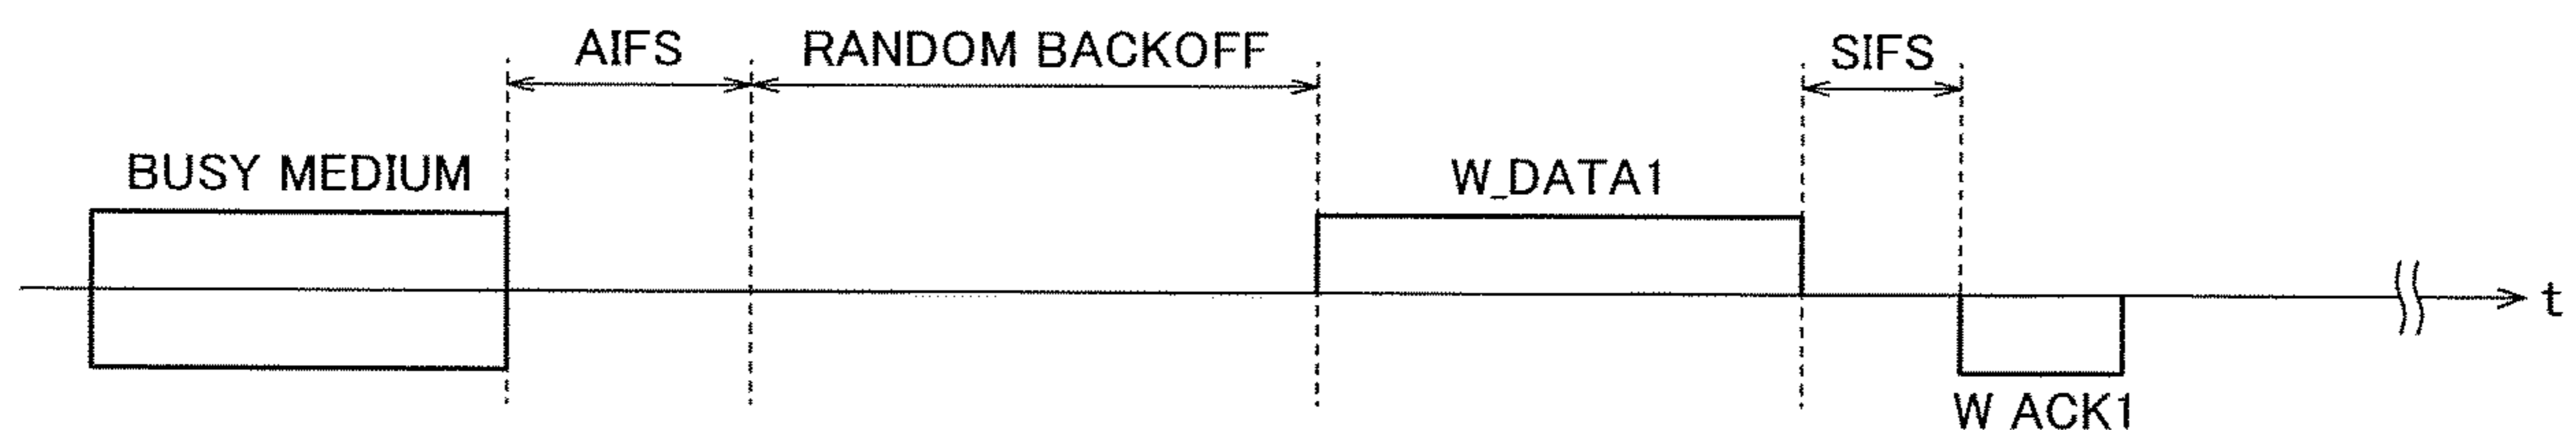 AIFS
RANDOM BACKOFF
SIFS
BUSY MEDIUM
W_DATA1
t
W ACK1